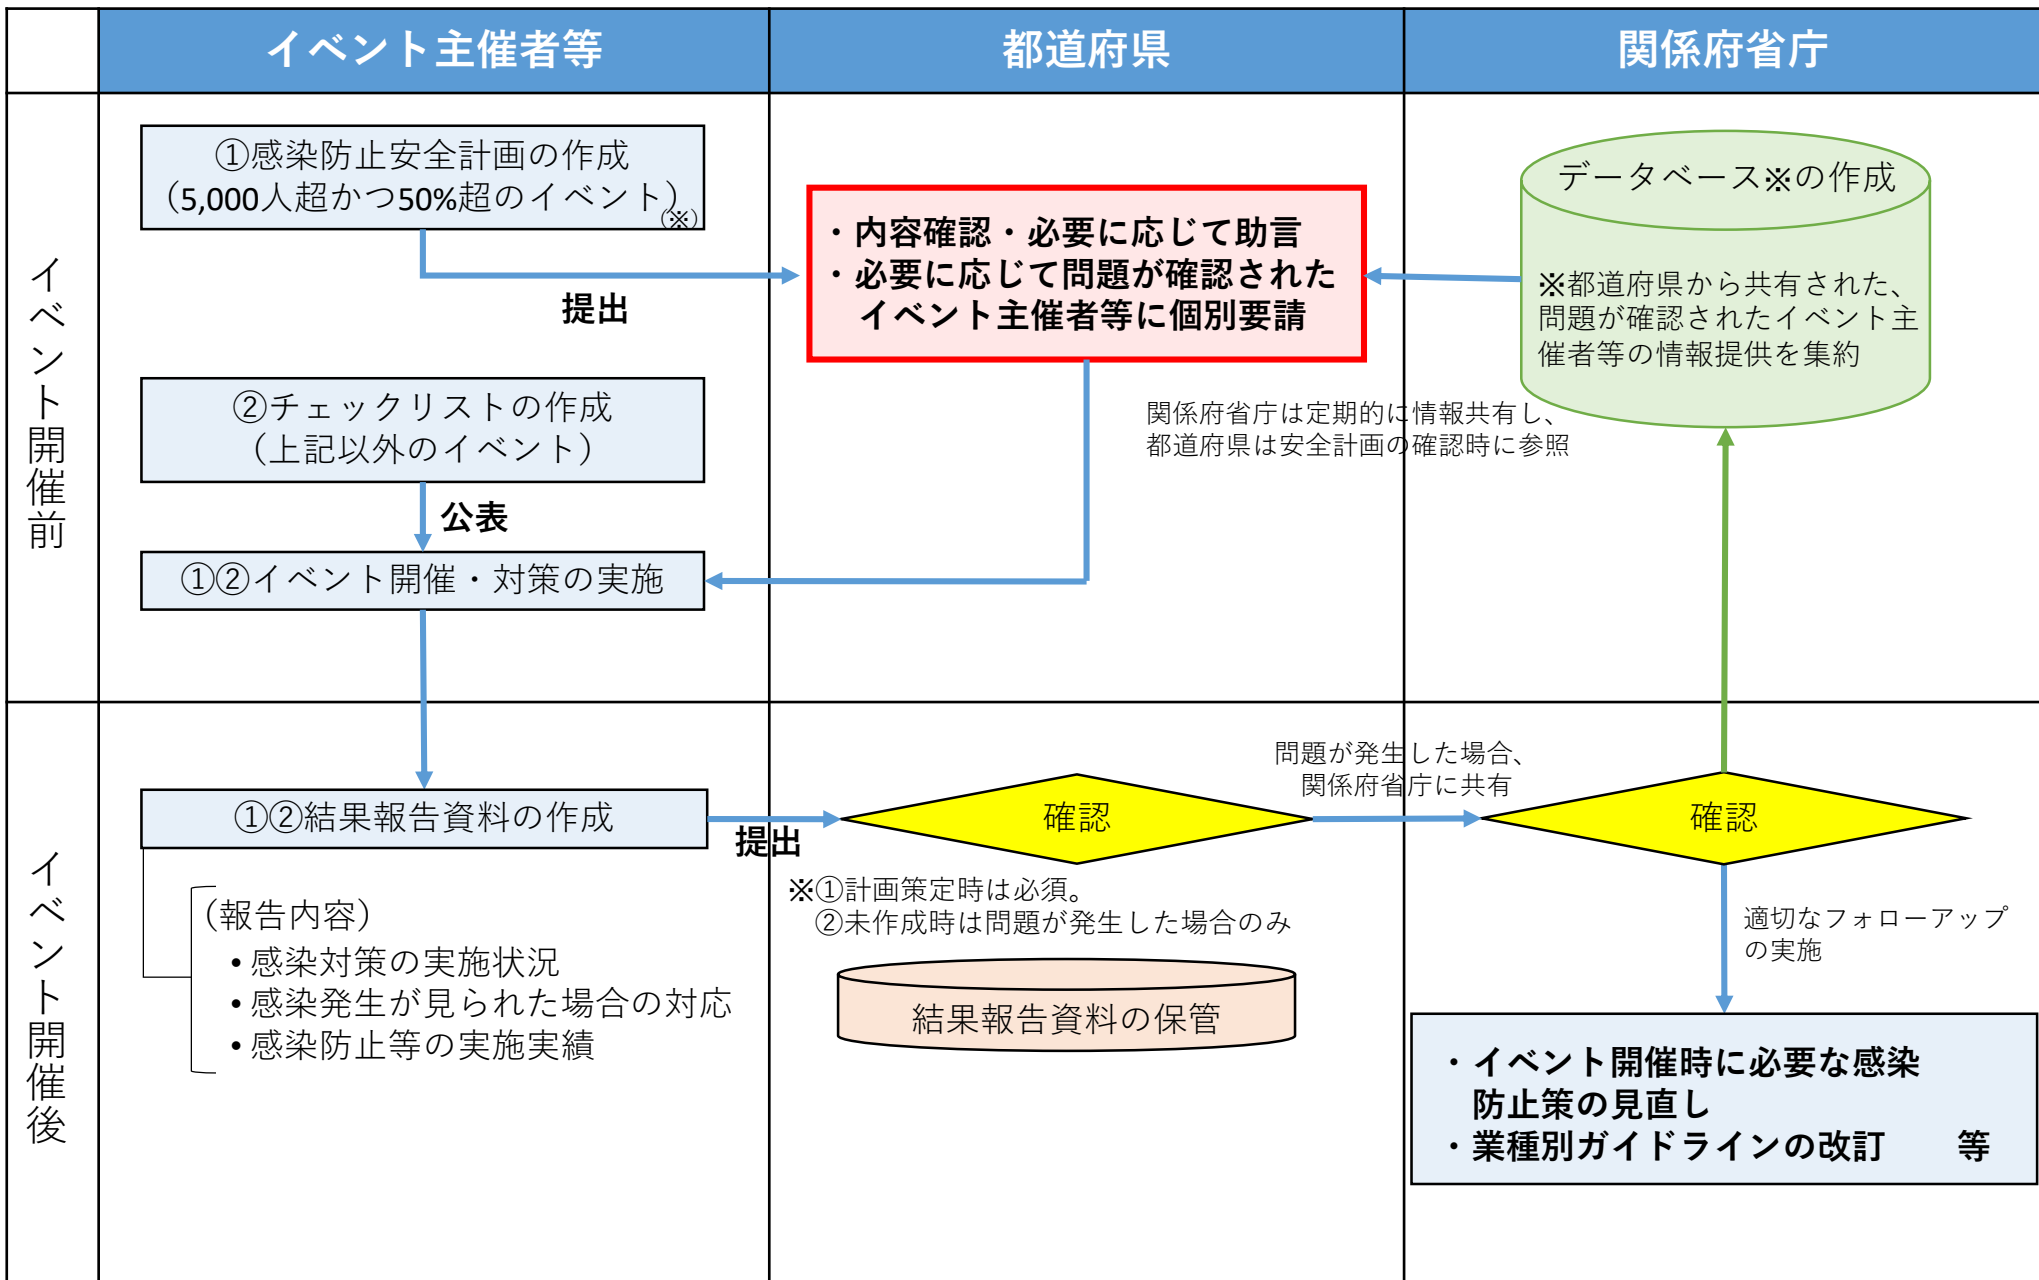 イベント主催者等
都道府県
関係府省庁
イベント開催前
①感染防止安全計画の作成
（5,000人超かつ50%超のイベント）
（※）
提出
②チェックリストの作成
（上記以外のイベント）
公表
①②イベント開催・対策の実施
・内容確認・必要に応じて助言
・必要に応じて問題が確認された
イベント主催者等に個別要請
データベース※の作成
※都道府県から共有された、
問題が確認されたイベント主
催者等の情報提供を集約
関係府省庁は定期的に情報共有し、
都道府県は安全計画の確認時に参照
イベント開催後
①②結果報告資料の作成
提出
（報告内容）
• 感染対策の実施状況
• 感染発生が見られた場合の対応
• 感染防止等の実施実績
確認
※①計画策定時は必須。
②未作成時は問題が発生した場合のみ
結果報告資料の保管
問題が発生した場合、
関係府省庁に共有
確認
適切なフォローアップ
の実施
・イベント開催時に必要な感染
防止策の見直し
・業種別ガイドラインの改訂　　等